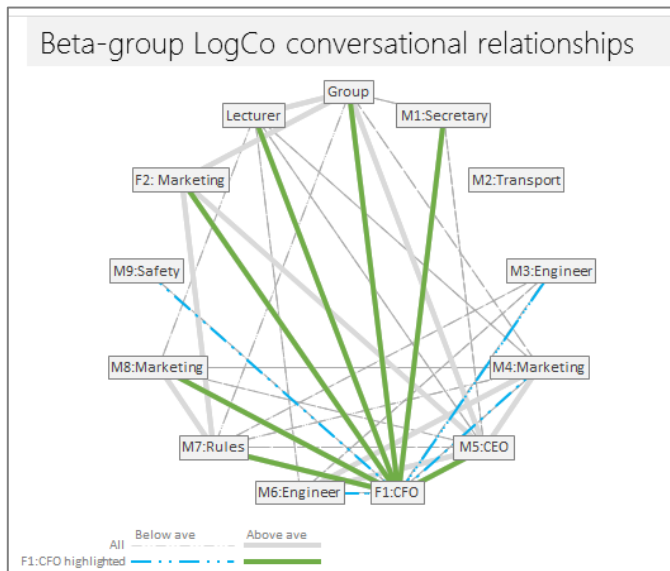 Beta-group LogCo conversational relationships
Group
Lecturer
M1:Secretary
F2: Marketing
M2:Transport
M9:Safety
M3:Engineer
M8:Marketing
M4:Marketing
M7:Rules
M5:CEO
M6:Engineer
F1:CFO
Below ave Above ave
All
F1:CFO highlighted